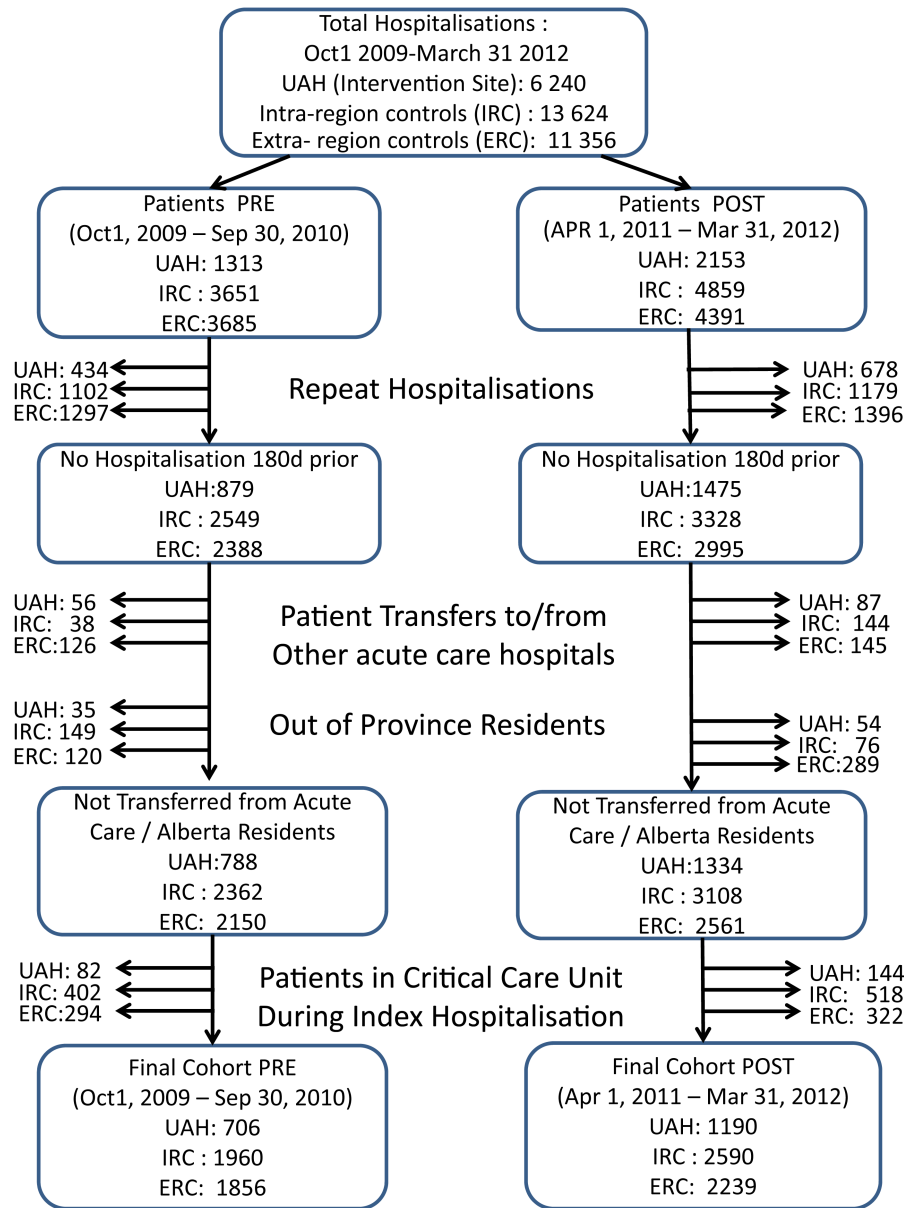 Total Hospitalisations :
Oct1 2009-March 31 2012
UAH (Intervention Site): 6 240
Intra-region controls (IRC) : 13 624
Extra- region controls (ERC):  11 356
Patients  PRE
(Oct1, 2009 – Sep 30, 2010)
UAH: 1313
IRC : 3651
ERC:3685
Patients  POST
(APR 1, 2011 – Mar 31, 2012)
UAH: 2153
IRC :  4859
ERC:  4391
UAH: 434
IRC: 1102
ERC:1297
Repeat Hospitalisations
UAH: 678
IRC: 1179
ERC: 1396
No Hospitalisation 180d prior
UAH:879
IRC : 2549
ERC:  2388
No Hospitalisation 180d prior
UAH:1475
IRC : 3328
ERC:  2995
UAH: 56
IRC:   38
ERC:126
Patient Transfers to/from
Other acute care hospitals
UAH: 87
IRC: 144
ERC: 145
UAH: 35
IRC: 149
ERC: 120
Out of Province Residents
UAH: 54
IRC:   76
ERC:289
Not Transferred from Acute
Care / Alberta Residents
UAH:788
IRC : 2362
ERC:  2150
Not Transferred from Acute
Care / Alberta Residents
UAH:1334
IRC : 3108
ERC:  2561
UAH: 82
IRC: 402
ERC:294
Patients in Critical Care Unit
During Index Hospitalisation
UAH: 144
IRC:   518
ERC:  322
Final Cohort PRE
(Oct1, 2009 – Sep 30, 2010)
UAH: 706
IRC : 1960
ERC:  1856
Final Cohort POST
(Apr 1, 2011 – Mar 31, 2012)
UAH: 1190
IRC : 2590
ERC:  2239